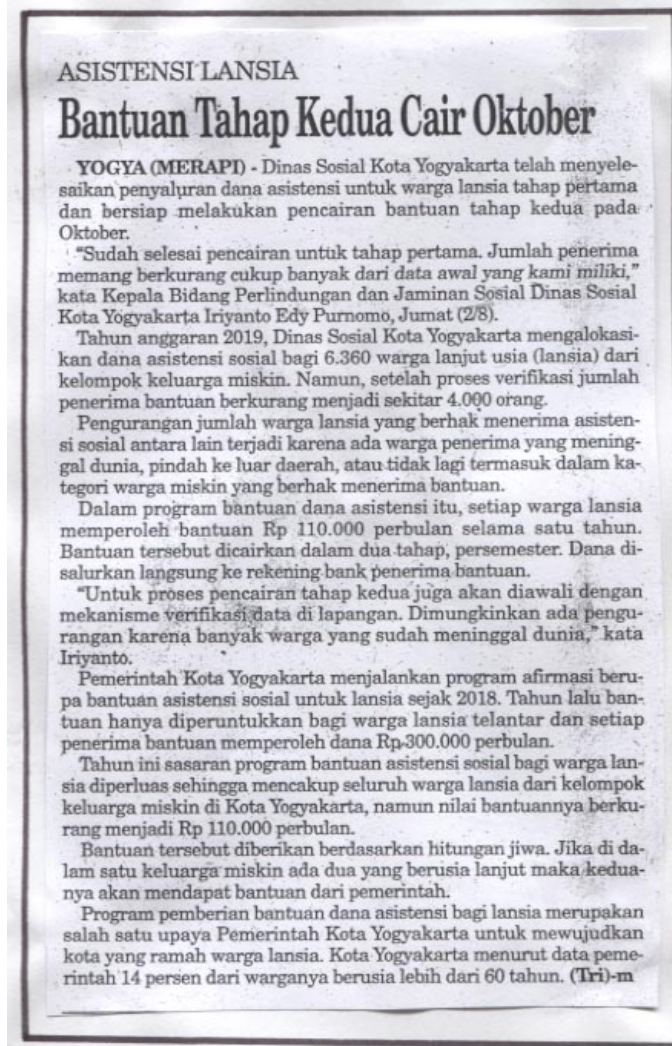 ASISTENSI LANSIA
Bantuan Tahap Kedua Cair Oktober
YOGYA (MERAPI) - Dinas Sosial Kota Yogyakarta telah menyele-
saikan penyaluran dana asistensi untuk warga lansia tahap pertama
dan bersiap melakukan pencairan bantuan tahap kedua pada
Oktober.
"Sudah selesai pencairan untuk tahap pertama. Jumlah penerima
memang berkurang cukup banyak dari data awal yang kami miliki,"
kata Kepala Bidang Perlindungan dan Jaminan Sosial Dinas Sosial
Kota Yogyakarta Iriyanto Edy Purnomo, Jumat (2/8).
Tahun anggaran 2019, Dinas Sosial Kota Yogyakarta mengalokasi-
kan dana asistensi sosial bagi 6.360 warga lanjut usia (lansia) dari
kelompok keluarga miskin. Namun, setelah proses verifikasi jumlah
penerima bantuan berkurang menjadi sekitar 4.000 orang.
Pengurangan jumlah warga lansia yang berhak menerima asisten-
si sosial antara lain terjadi karena ada warga penerima yang mening-
gal dunia, pindah ke luar daerah, atau tidak lagi termasuk dalam ka-
tegori warga miskin yang berhak menerima bantuan.
Dalam program bantuan dana asistensi itu, setiap warga lansia
memperoleh bantuan Rp 110.000 perbulan selama satu tahun.
Bantuan tersebut dicairkan dalam dua tahap, persemester. Dana di-
salurkan langsung ke rekening bank penerima bantuan.
"Untuk proses pencairan tahap kedua juga akan diawali dengan
mekanisme verifikasi data di lapangan. Dimungkinkan ada pengu-
rangan karena banyak warga yang sudah meninggal dunia," kata
Iriyanto.
Pemerintah Kota Yogyakarta menjalankan program afirmasi beru-
pa bantuan asistensi sosial untuk lansia sejak 2018. Tahun lalu ban-
tuan hanya diperuntukkan bagi warga lansia telantar dan setiap
penerima bantuan memperoleh dana Rp 300.000 perbulan.
Tahun ini sasaran program bantuan asistensi sosial bagi warga lan-
sia diperluas sehingga mencakup seluruh warga lansia dari kelompok
keluarga miskin di Kota Yogyakarta, namun nilai bantuannya berku-
rang menjadi Rp 110.000 perbulan.
Bantuan tersebut diberikan berdasarkan hitungan jiwa. Jika di da-
lam satu keluarga miskin ada dua yang berusia lanjut maka kedua-
nya akan mendapat bantuan dari pemerintah.
Program pemberian bantuan dana asistensi bagi lansia merupakan
salah satu upaya Pemerintah Kota Yogyakarta untuk mewujudkan
kota yang ramah warga lansia. Kota Yogyakarta menurut data peme-
rintah 14 persen dari warganya berusia lebih dari 60 tahun. (Tri)-m